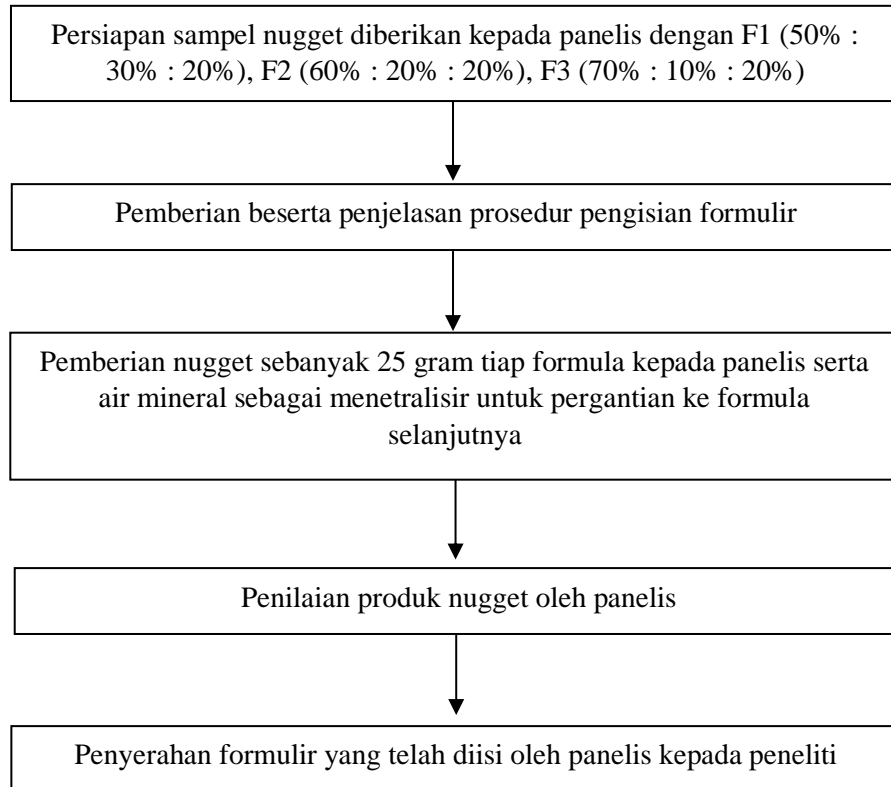 Persiapan sampel nugget diberikan kepada panelis dengan F1 (50% :
30% : 20%), F2 (60% : 20% : 20%), F3 (70% : 10% : 20%)
Pemberian beserta penjelasan prosedur pengisian formulir
Pemberian nugget sebanyak 25 gram tiap formula kepada panelis serta
air mineral sebagai menetralisir untuk pergantian ke formula
selanjutnya
Penilaian produk nugget oleh panelis
Penyerahan formulir yang telah diisi oleh panelis kepada peneliti